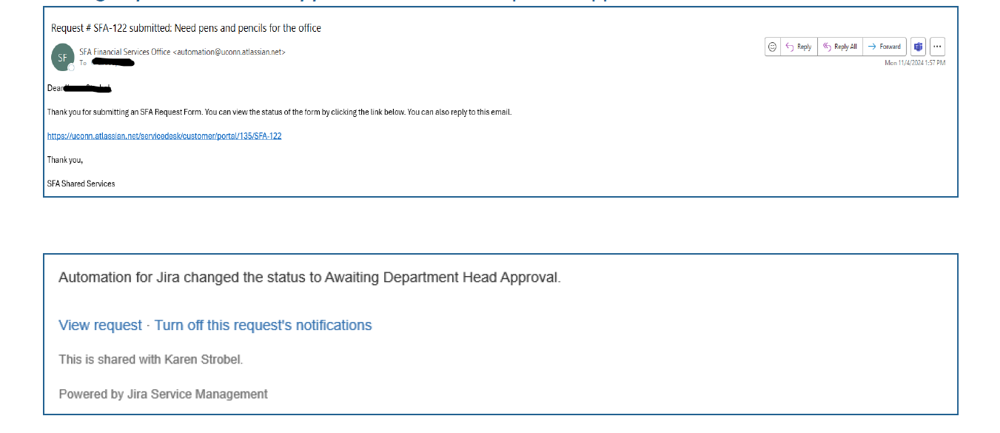 Request # SFA-122 submitted: Need pens and pencils for the office
SF
SFA Financial Services Office <automation@uconn.atlassian.net>
To
Reply
Reply All
Forward
Mon 11/4/2024 1:57 PM
Dear
Thank you for submitting an SFA Request Form. You can view the status of the form by clicking the link below. You can also reply to this email.
https://uconn.atlassian.net/servicedesk/customer/portal/135/SFA-122
Thank you,
SFA Shared Services
Automation for Jira changed the status to Awaiting Department Head Approval.
View request · Turn off this request's notifications
This is shared with Karen Strobel.
Powered by Jira Service Management